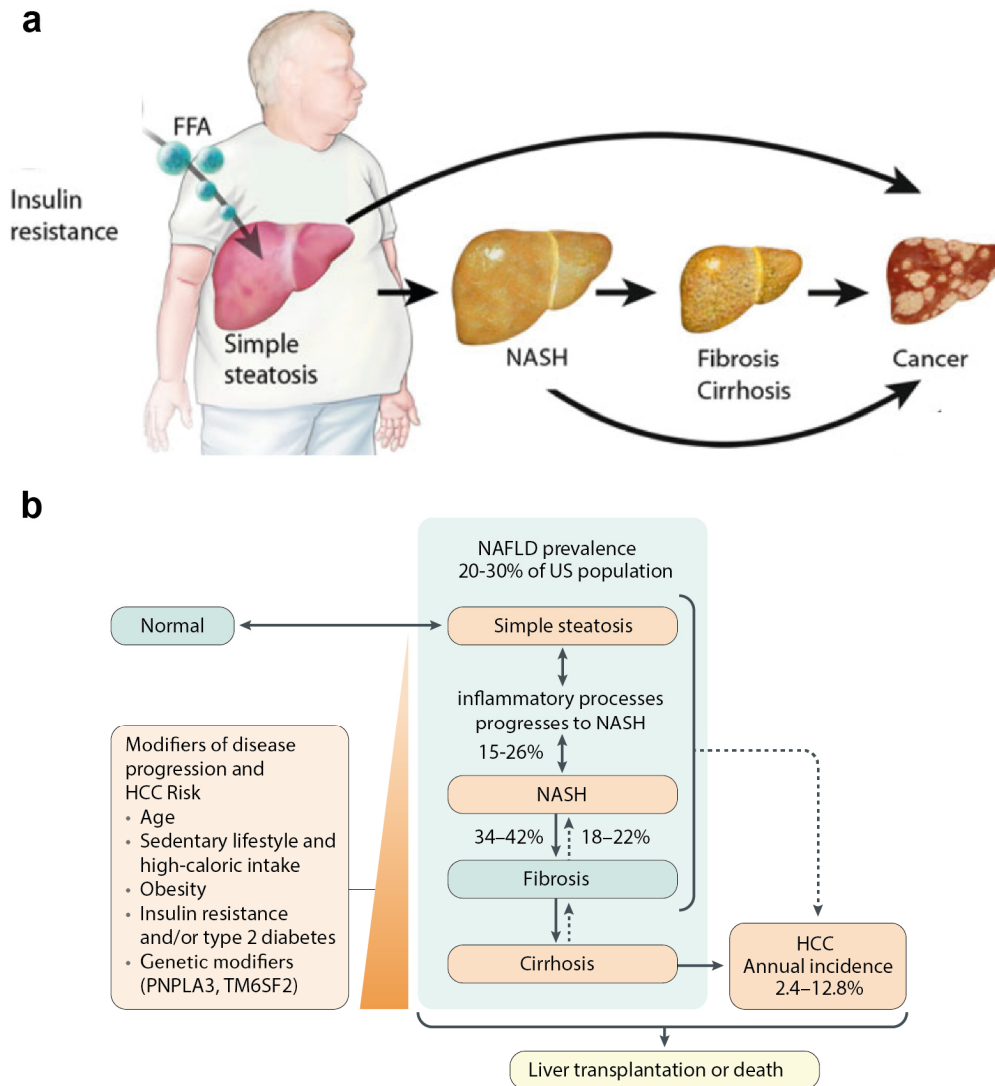 a
FFA
Insulin
resistance
Simple
steatosis
NASH
Fibrosis
Cirrhosis
Cancer
b
NAFLD prevalence
20-30% of US population
Normal
Simple steatosis
inflammatory processes
progresses to NASH
15-26%
NASH
34–42%
18–22%
Fibrosis
Cirrhosis
Modifiers of disease
progression and
HCC Risk
• Age
• Sedentary lifestyle and
high-caloric intake
• Obesity
• Insulin resistance
and/or type 2 diabetes
• Genetic modifiers
(PNPLA3, TM6SF2)
HCC
Annual incidence
2.4–12.8%
Liver transplantation or death